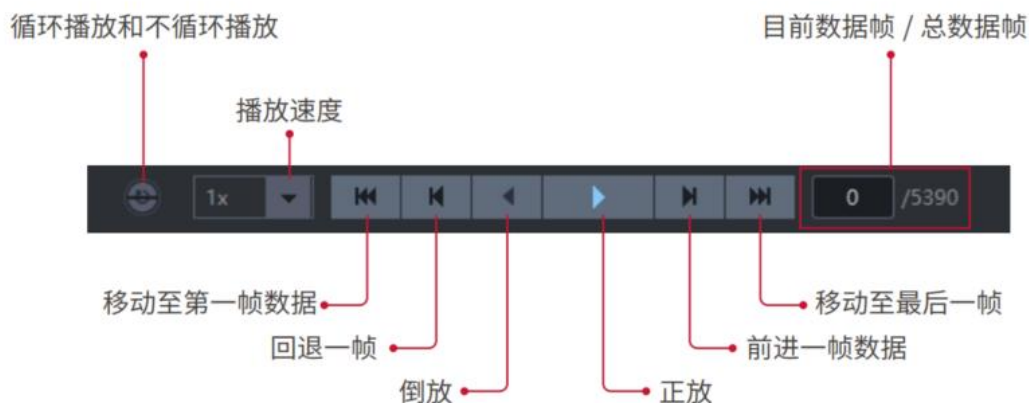 循环播放和不循环播放
目前数据帧 / 总数据帧
播放速度
1x
0 /5390
移动至第一帧数据
移动至最后一帧
回退一帧
前进一帧数据
倒放
正放